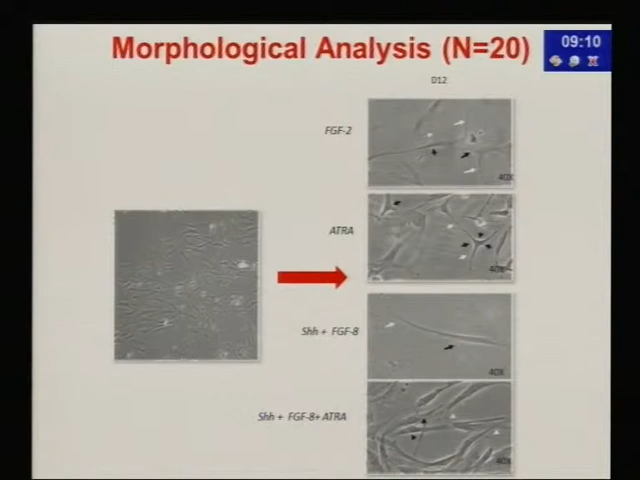 Morphological Analysis (N=20)
09:10
D12
FGF-2
40X
ATRA
40X
Shh + FGF-8
40X
Shh + FGF-8+ATRA
40X